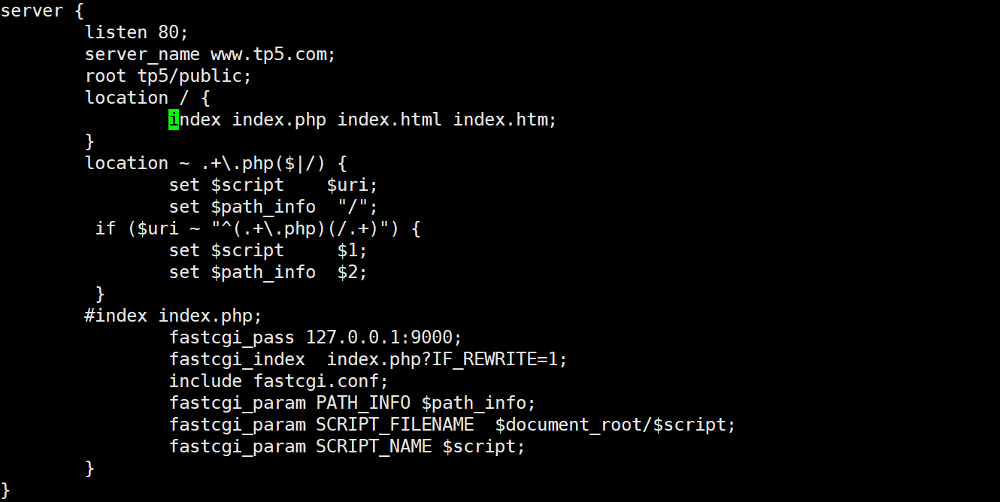 server {
        listen 80;
        server_name www.tp5.com;
        root tp5/public;
        location / {
                index index.php index.html index.htm;
        }
        location ~ .+\.php($|/) {
                set $script    $uri;
                set $path_info  "/";
         if ($uri ~ "^(.+\.php)(/.+)") {
                set $script     $1;
                set $path_info  $2;
         }
        #index index.php;
                fastcgi_pass 127.0.0.1:9000;
                fastcgi_index  index.php?IF_REWRITE=1;
                include fastcgi.conf;
                fastcgi_param PATH_INFO $path_info;
                fastcgi_param SCRIPT_FILENAME  $document_root/$script;
                fastcgi_param SCRIPT_NAME $script;
        }
}